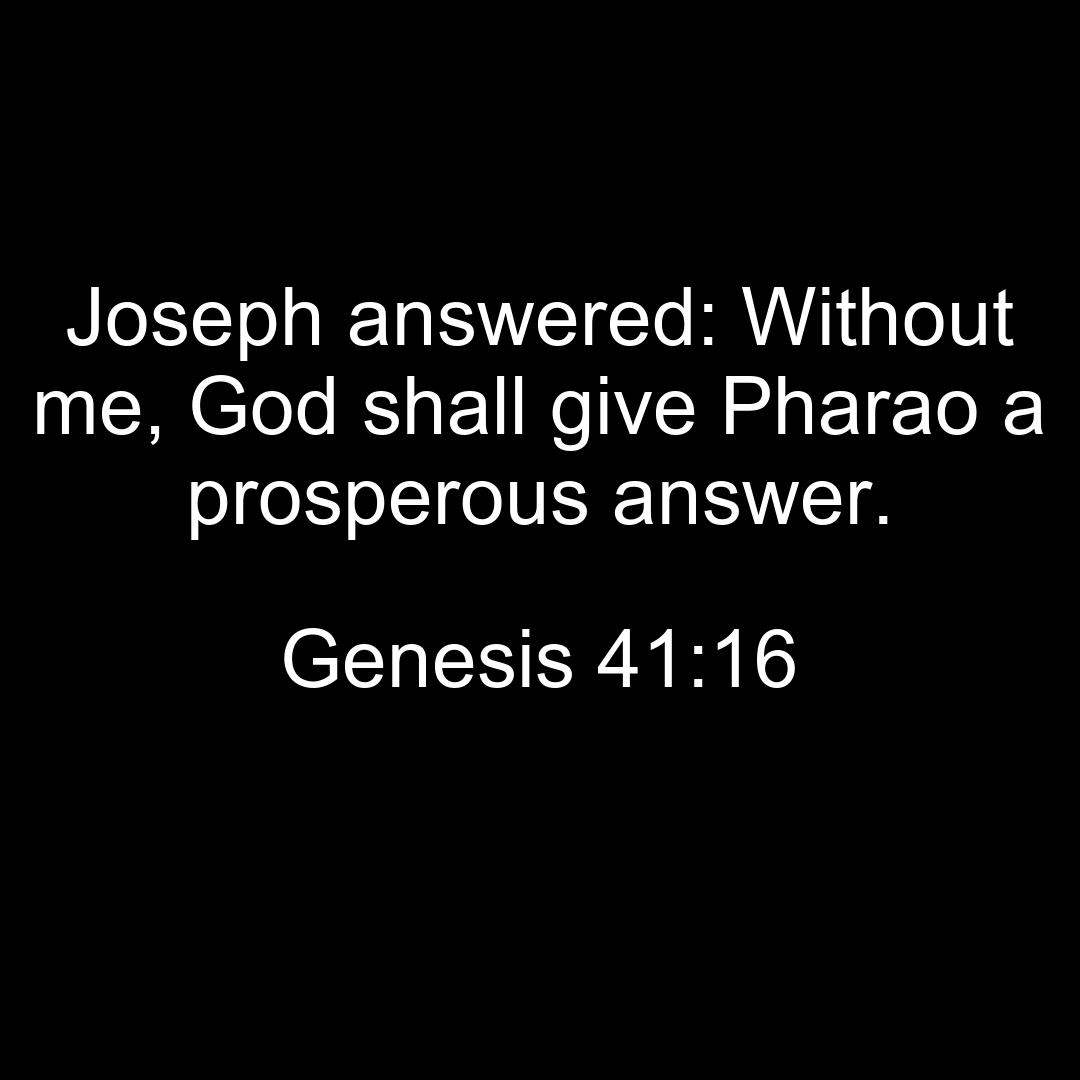 Joseph answered: Without
me, God shall give Pharao a
prosperous answer.
Genesis 41:16